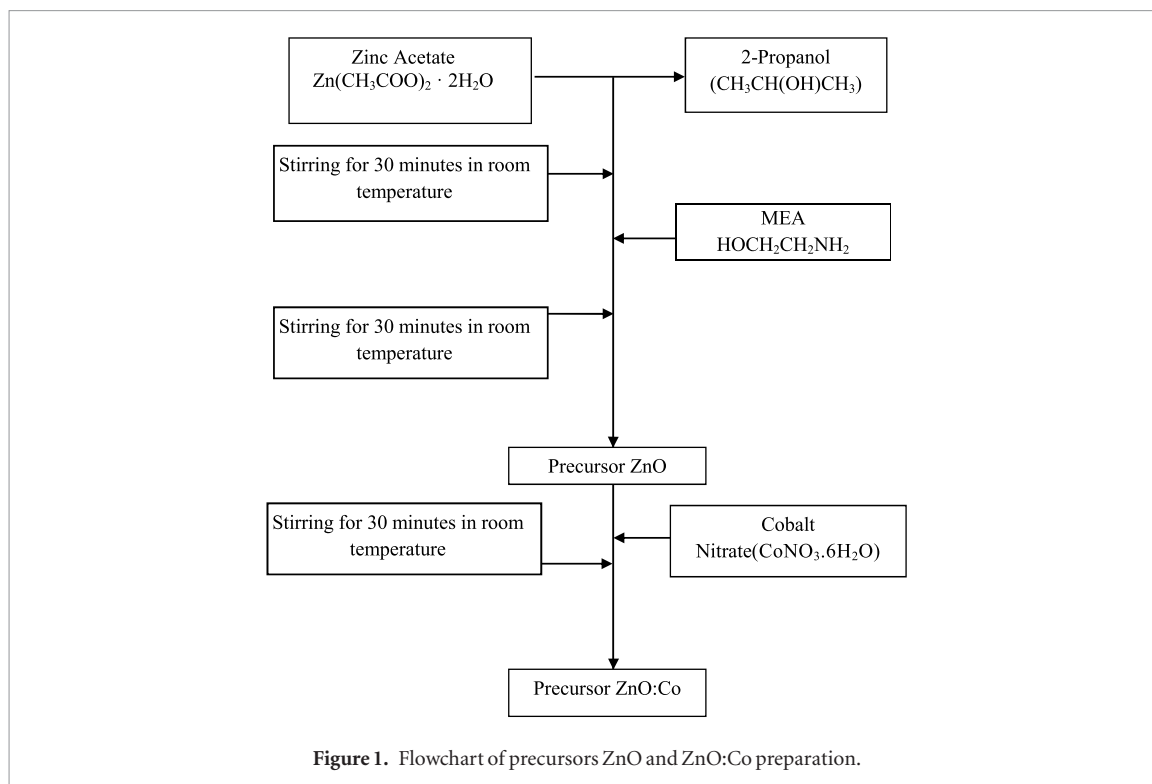 Zinc Acetate
Zn(CH₃COO)₂ · 2H₂O
2-Propanol
(CH₃CH(OH)CH₃)
Stirring for 30 minutes in room
temperature
MEA
HOCH₂CH₂NH₂
Stirring for 30 minutes in room
temperature
Precursor ZnO
Stirring for 30 minutes in room
temperature
Cobalt
Nitrate(CoNO₃.6H₂O)
Precursor ZnO:Co
Figure 1. Flowchart of precursors ZnO and ZnO:Co preparation.